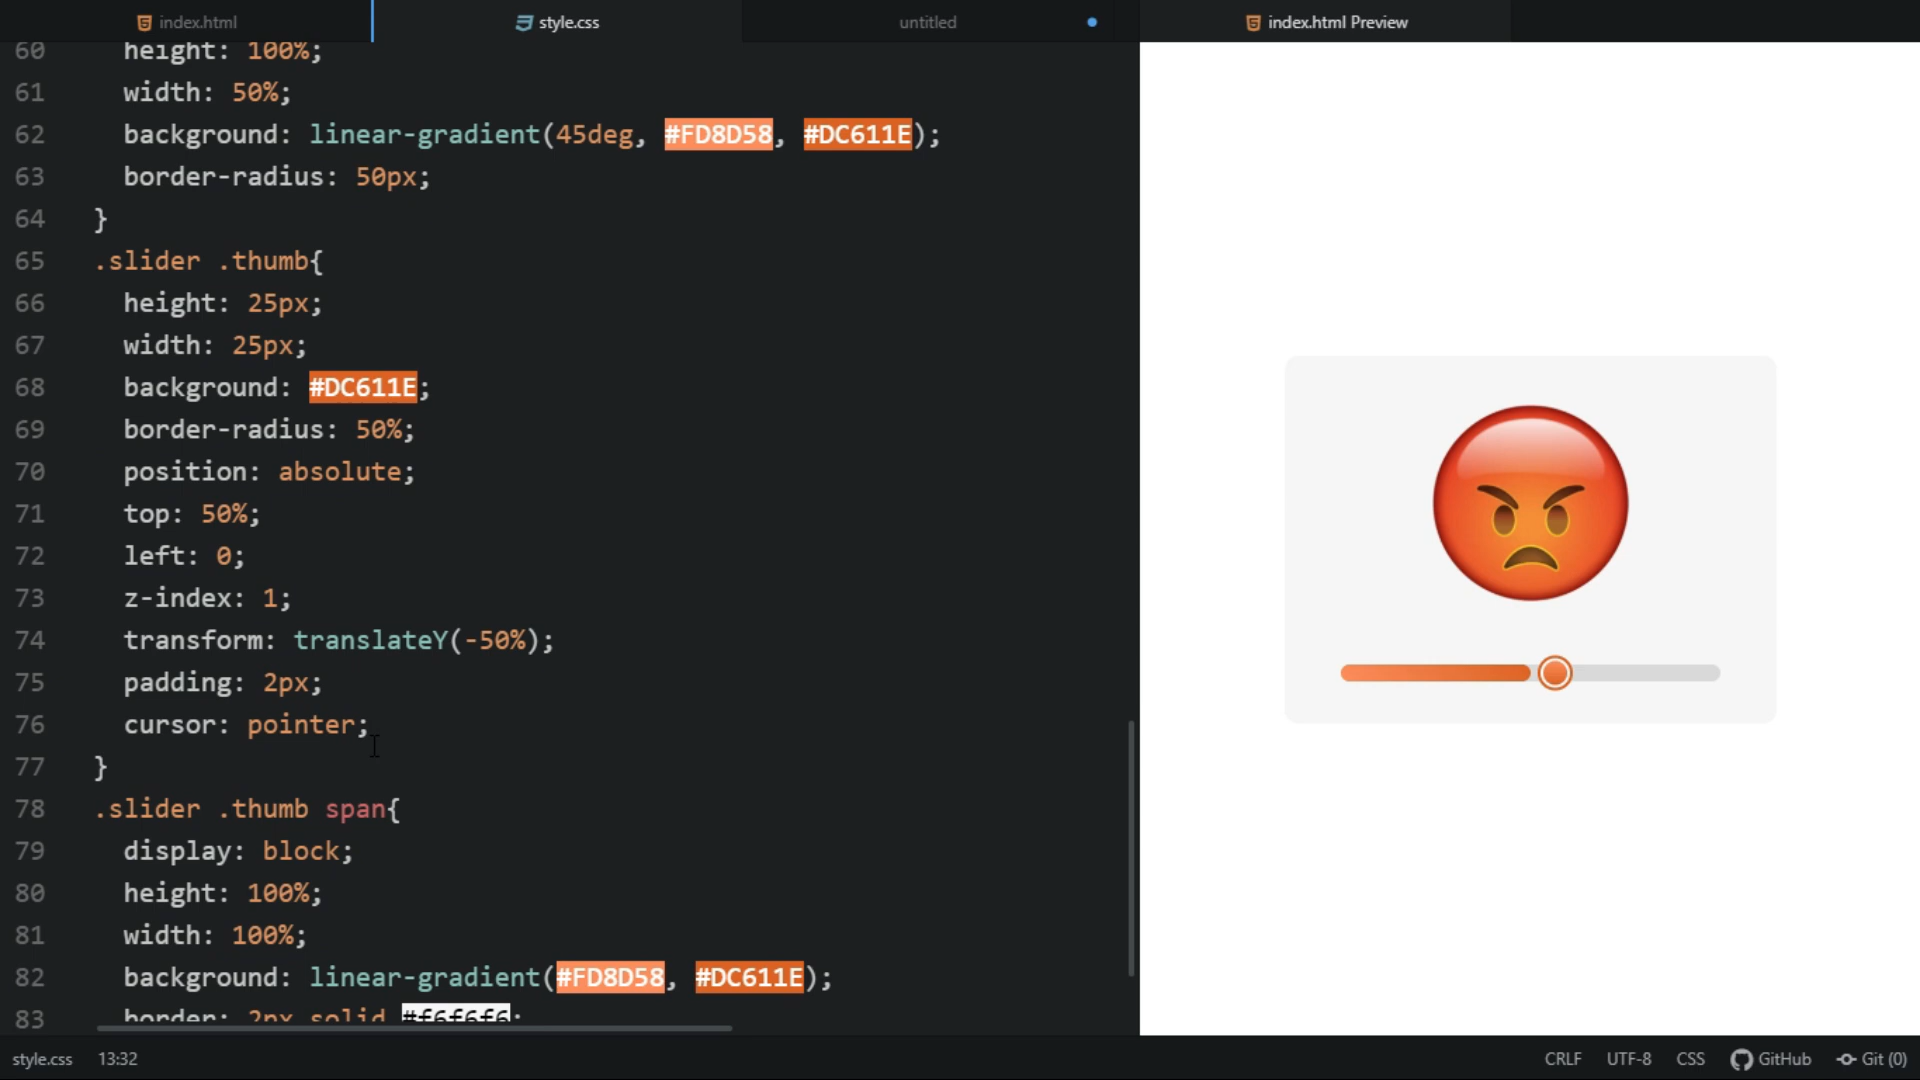 index.html
style.css
untitled
index.html Preview
60 height: 100%;
61 width: 50%;
62 background: linear-gradient(45deg, #FD8D58, #DC611E);
63 border-radius: 50px;
64 }
65 .slider .thumb{
66 height: 25px;
67 width: 25px;
68 background: #DC611E;
69 border-radius: 50%;
70 position: absolute;
71 top: 50%;
72 left: 0;
73 z-index: 1;
74 transform: translateY(-50%);
75 padding: 2px;
76 cursor: pointer;
77 }
78 .slider .thumb span{
79 display: block;
80 height: 100%;
81 width: 100%;
82 background: linear-gradient(#FD8D58, #DC611E);
83 border: 2px solid #f6f6f6;
style.css 13:32 CRLF UTF-8 CSS GitHub Git (0)